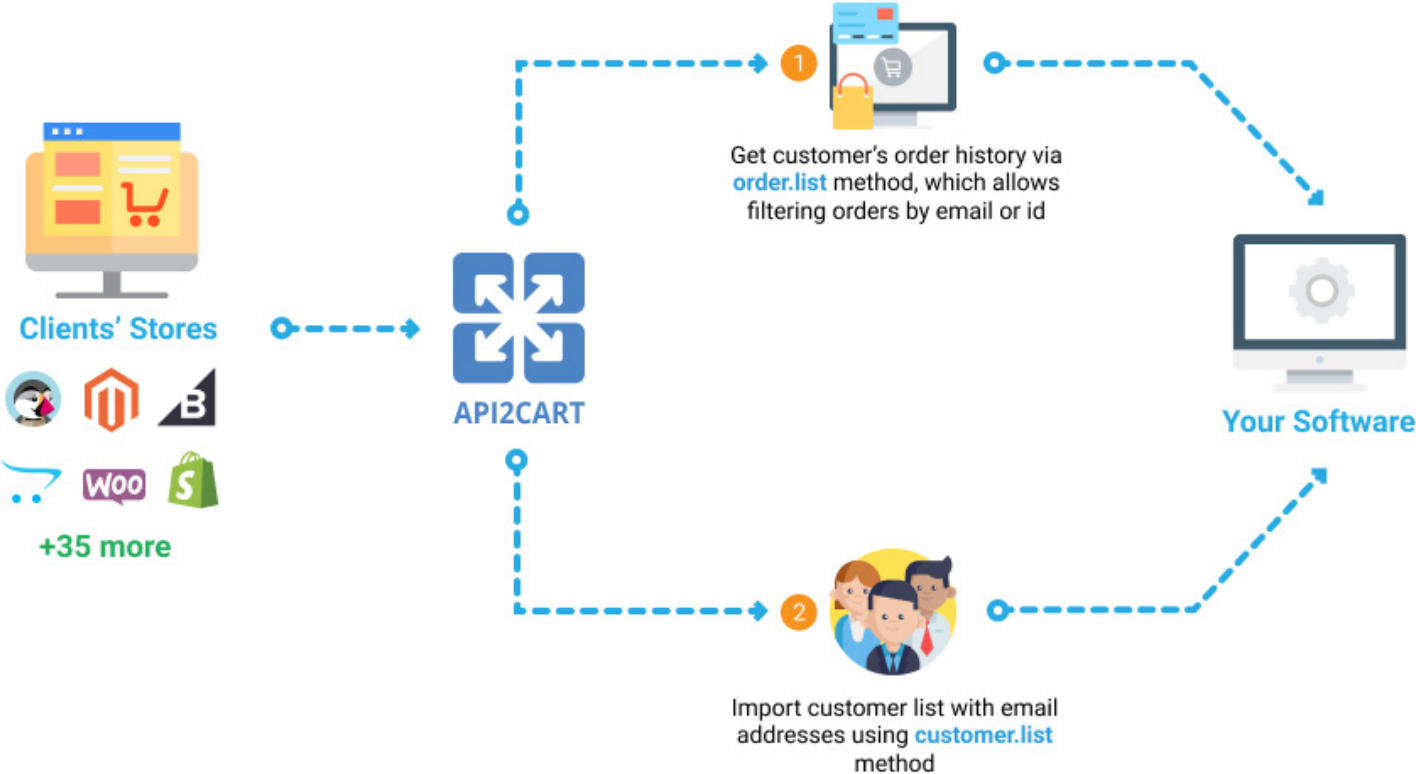 1
Get customer's order history via
order.list method, which allows
filtering orders by email or id
Clients' Stores
B
WOO
S
+35 more
API2CART
Your Software
2
Import customer list with email
addresses using customer.list
method